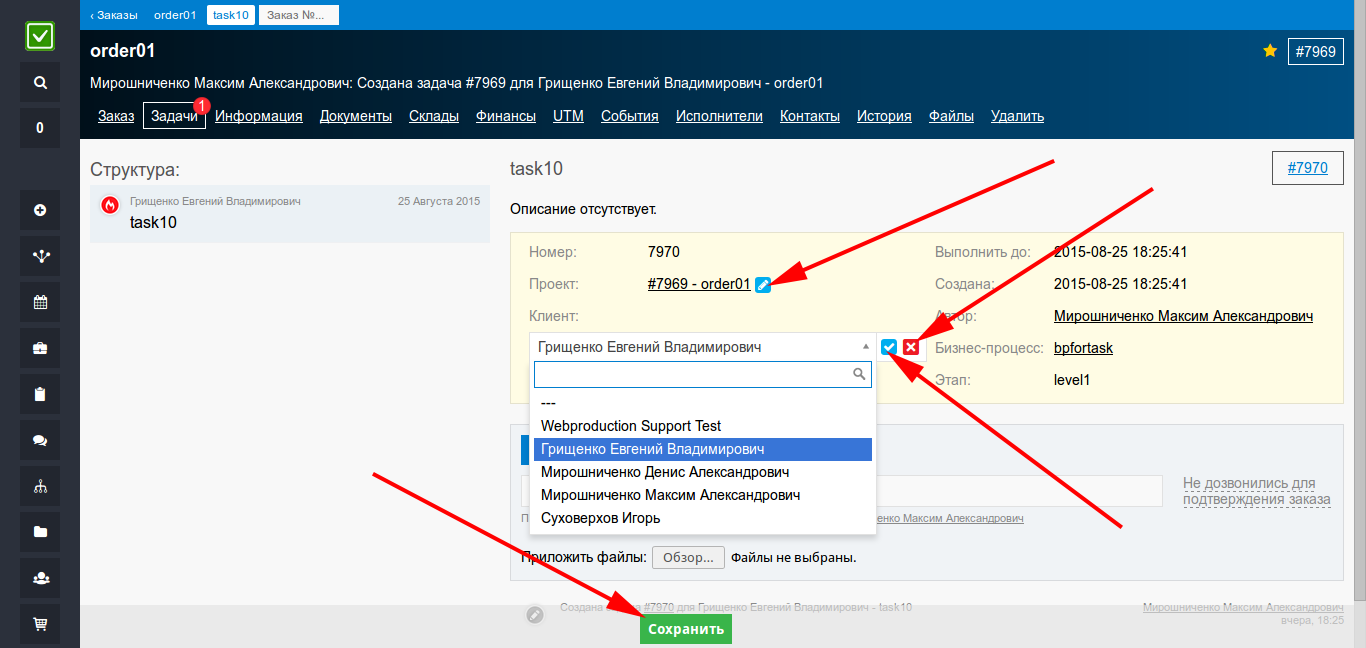 ‹ Заказы order01 task10 Заказ №...
order01
#7969
Мирошниченко Максим Александрович: Создана задача #7969 для Грищенко Евгений Владимирович - order01
Заказ Задачи 1 Информация Документы Склады Финансы UTM События Исполнители Контакты История Файлы Удалить
0
Структура:
Грищенко Евгений Владимирович 25 Августа 2015
task10
task10
#7970
Описание отсутствует.
Номер: 7970 Выполнить до: 2015-08-25 18:25:41
Проект: #7969 - order01 Создана: 2015-08-25 18:25:41
Клиент: Автор: Мирошниченко Максим Александрович
Грищенко Евгений Владимирович Бизнес-процесс: bpfortask
Этап: level1
---
Webproduction Support Test
Грищенко Евгений Владимирович
Мирошниченко Денис Александрович
Мирошниченко Максим Александрович
Суховерхов Игорь
Не дозвонились для
подтверждения заказа
енко Максим Александрович
Приложить файлы: Обзор... Файлы не выбраны.
Создана задача #7970 для Грищенко Евгений Владимирович - task10 Мирошниченко Максим Александрович
вчера, 18:25
Сохранить